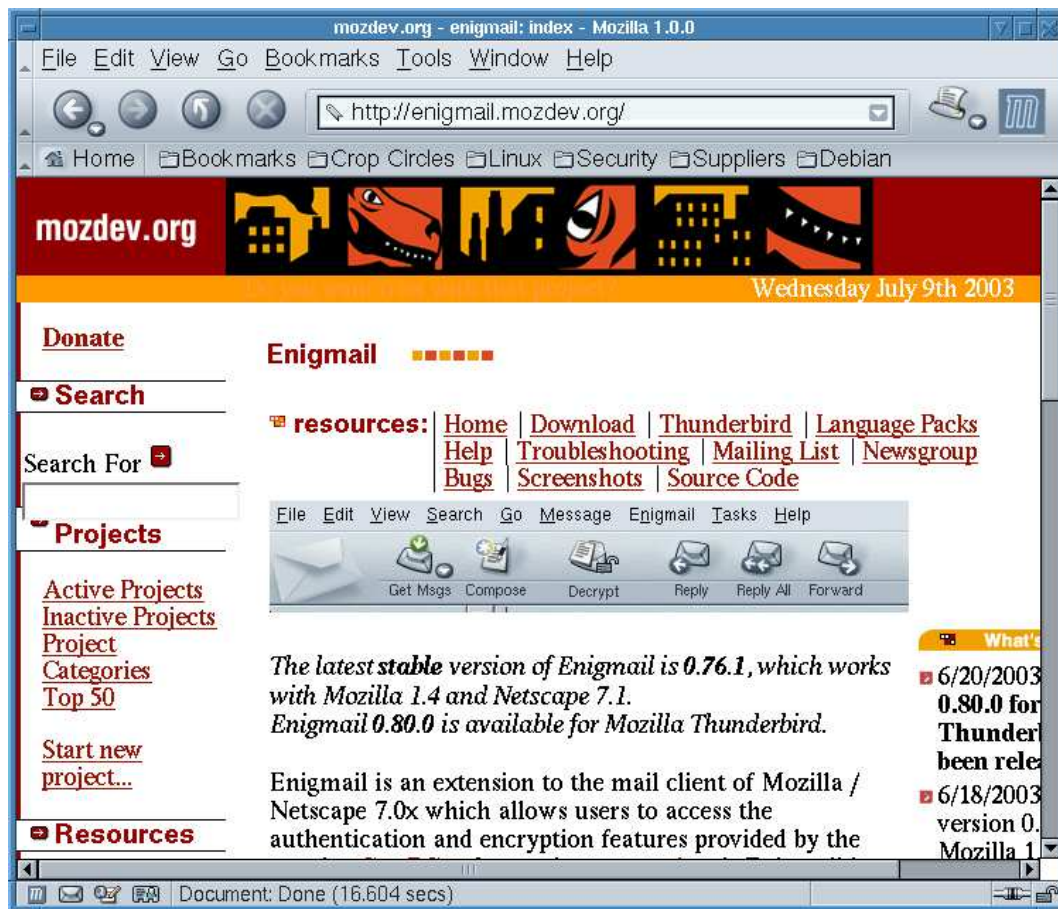 mozdev.org - enigmail: index - Mozilla 1.0.0
File Edit View Go Bookmarks Tools Window Help
http://enigmail.mozdev.org/
Home Bookmarks Crop Circles Linux Security Suppliers Debian
mozdev.org
Wednesday July 9th 2003
Donate
Search
Search For
Projects
Active Projects
Inactive Projects
Project
Categories
Top 50
Start new
project...
Resources
Enigmail
resources: Home | Download | Thunderbird | Language Packs
Help | Troubleshooting | Mailing List | Newsgroup
Bugs | Screenshots | Source Code
File Edit View Search Go Message Enigmail Tasks Help
Get Msgs Compose Decrypt Reply Reply All Forward
The latest stable version of Enigmail is 0.76.1, which works
with Mozilla 1.4 and Netscape 7.1.
Enigmail 0.80.0 is available for Mozilla Thunderbird.
Enigmail is an extension to the mail client of Mozilla /
Netscape 7.0x which allows users to access the
authentication and encryption features provided by the
What's
6/20/2003
0.80.0 for
Thunder
been rele
6/18/2003
version 0.
Mozilla 1
Document: Done (16.604 secs)